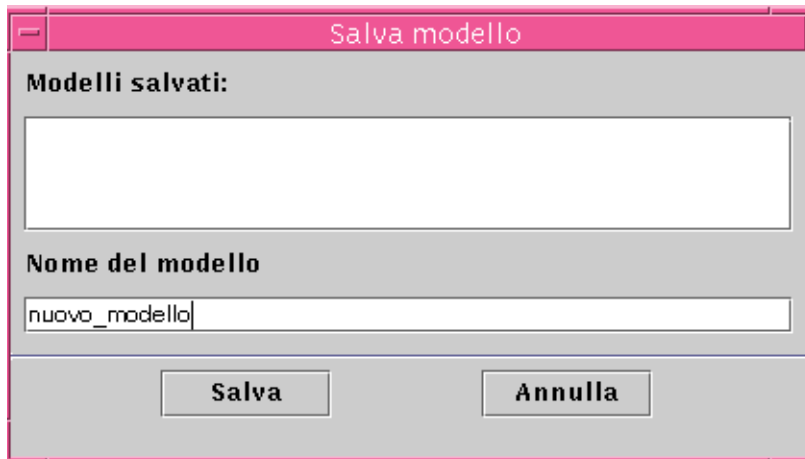 Salva modello
Modelli salvati:
Nome del modello
nuovo_modello
Salva Annulla